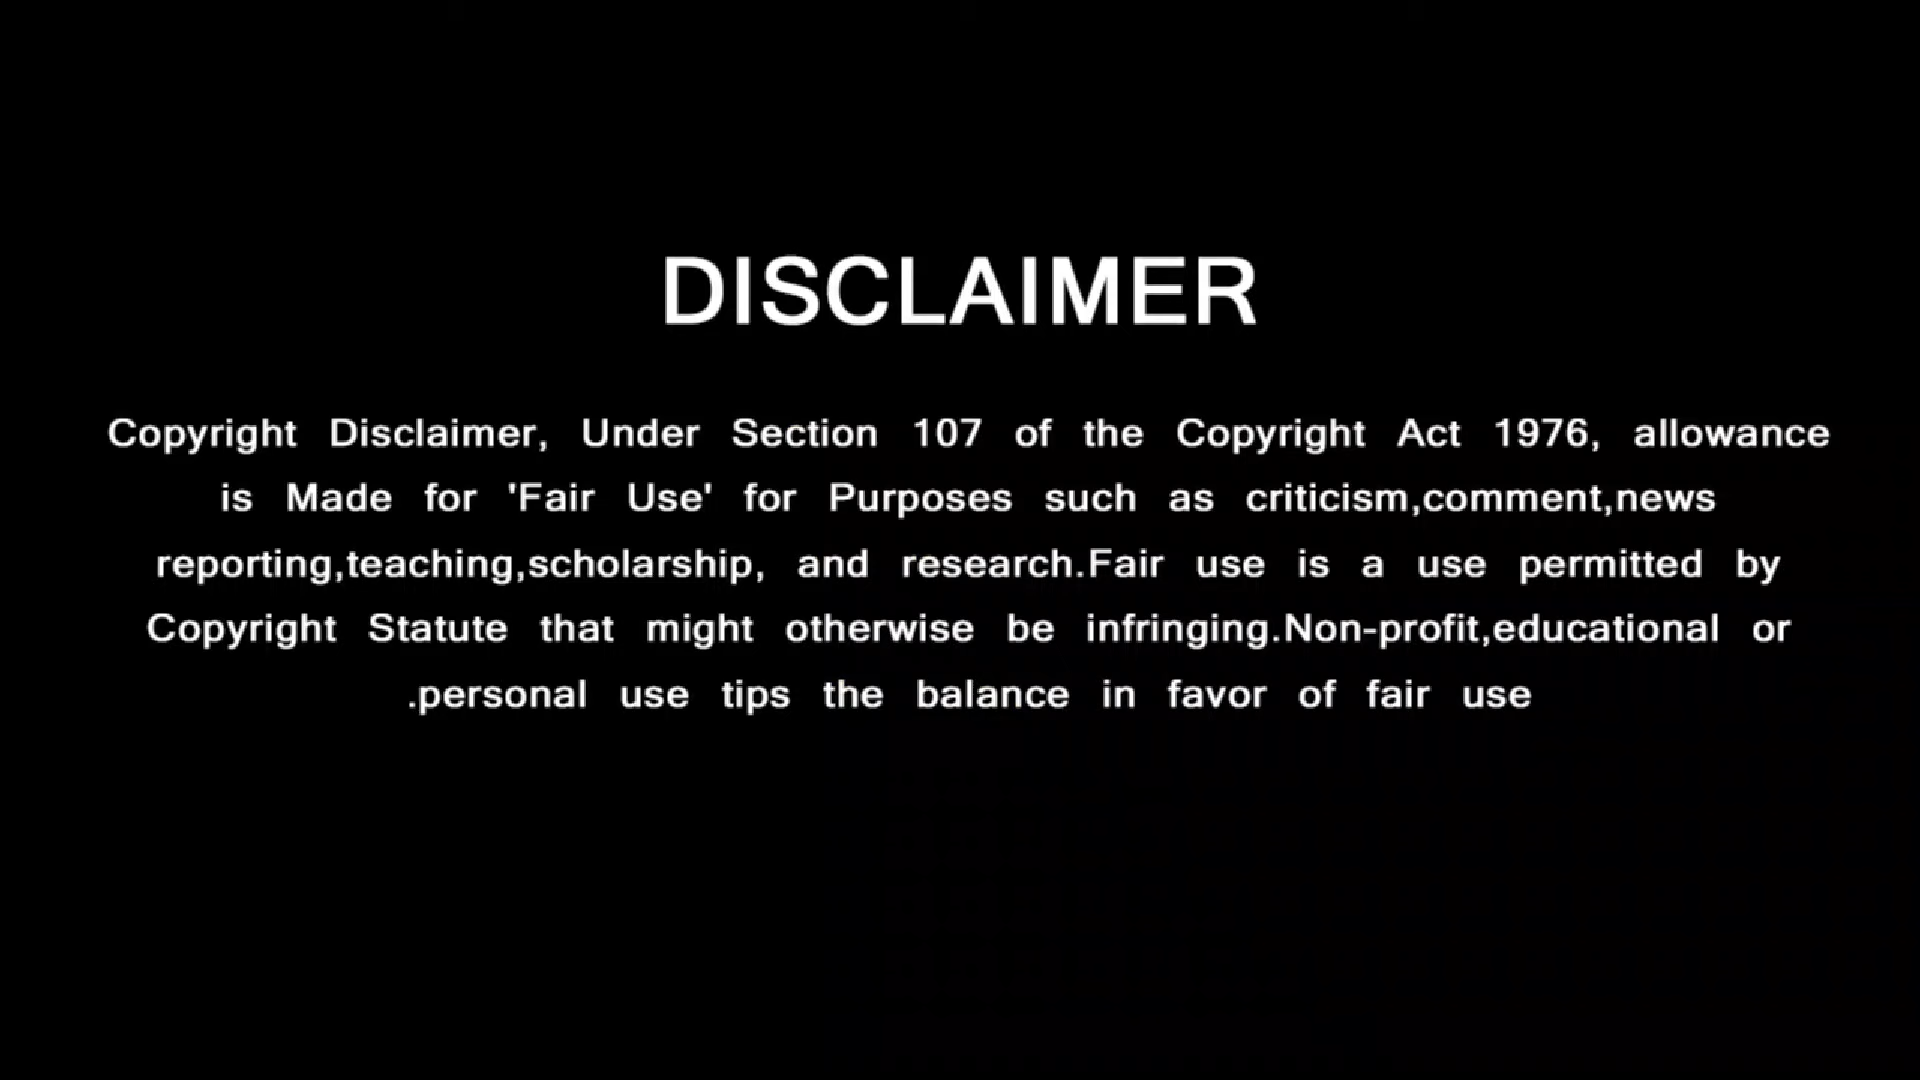 DISCLAIMER
Copyright Disclaimer, Under Section 107 of the Copyright Act 1976, allowance
is Made for 'Fair Use' for Purposes such as criticism,comment,news
reporting,teaching,scholarship, and research.Fair use is a use permitted by
Copyright Statute that might otherwise be infringing.Non-profit,educational or
.personal use tips the balance in favor of fair use